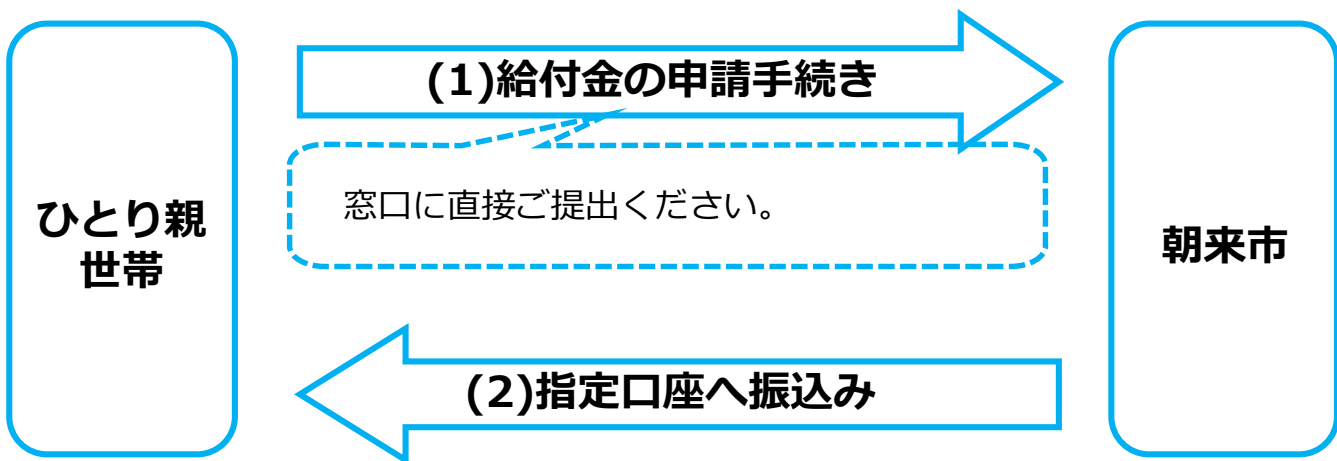 (1)給付金の申請手続き
窓口に直接ご提出ください。
ひとり親
世帯
朝来市
(2)指定口座へ振込み